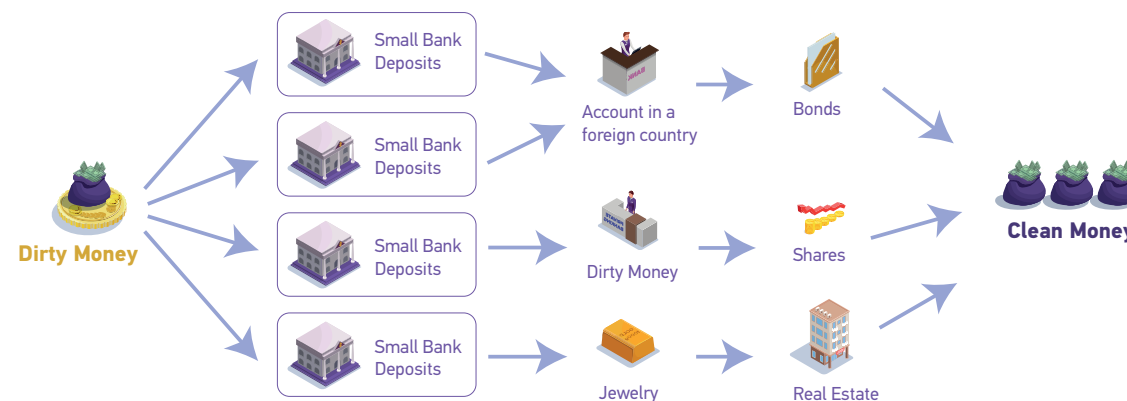 Small Bank
Deposits
Small Bank
Deposits
Small Bank
Deposits
Small Bank
Deposits
Dirty Money
Account in a
foreign country
Bonds
Dirty Money
Shares
Jewelry
Real Estate
Clean Money